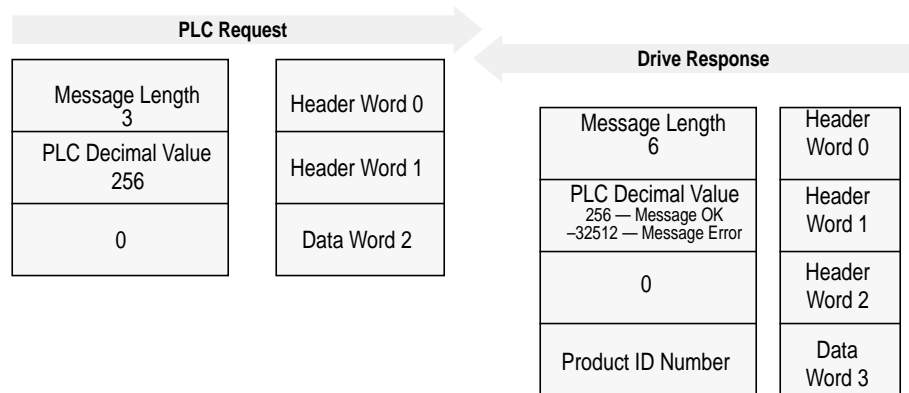 PLC Request
Message Length
3
Header Word 0
PLC Decimal Value
256
Header Word 1
0
Data Word 2
Drive Response
Message Length
6
Header
Word 0
PLC Decimal Value
256 — Message OK
–32512 — Message Error
Header
Word 1
0
Header
Word 2
Product ID Number
Data
Word 3